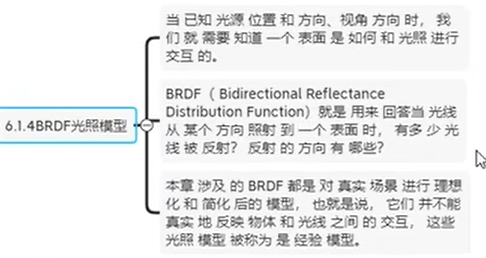 6.1.4BRDF光照模型
当 已知 光源 位置 和 方向、视角 方向 时， 我
们 就 需要 知道 一个 表面 是 如何 和 光照 进行
交互 的。
BRDF（ Bidirectional Reflectance
Distribution Function）就是 用来 回答当 光线
从 某个 方向 照射 到 一个 表面 时， 有多 少 光
线 被 反射？ 反射 的 方向 有 哪些？
本章 涉及 的 BRDF 都是 对 真实 场景 进行 理想
化 和 简化 后的 模型， 也就是说， 它们 并不能
真实 地 反映 物体 和 光线 之间 的 交互， 这些
光照 模型 被称为 是 经验 模型。